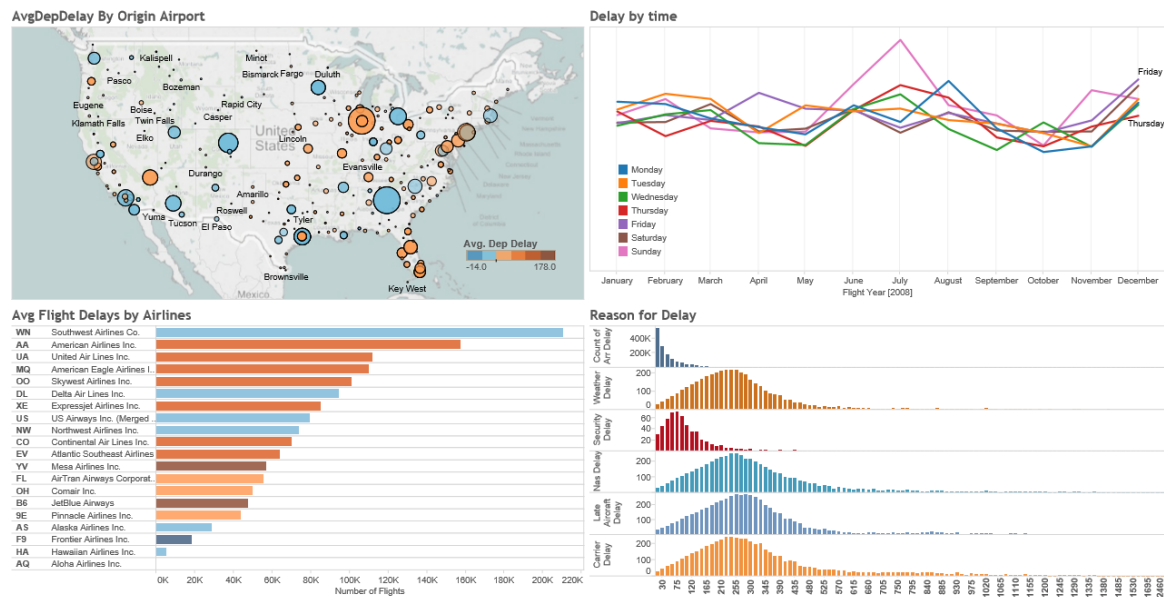 AvgDepDelay By Origin Airport
Kalispell
Minot
Pasco
Bozeman
Bismarck Fargo
Duluth
Eugene
Boise
Twin Falls
Rapid City
Casper
Klamath Falls
Elko
United
States
Lincoln
Durango
Evansville
Amarillo
Yuma
Tucson
Roswell
El Paso
Tyler
Brownsville
Mexico
Key West
Avg. Dep Delay
-14.0 178.0
Delay by time
Friday
Thursday
Monday
Tuesday
Wednesday
Thursday
Friday
Saturday
Sunday
January February March April May June July August September October November December
Flight Year [2008]
Avg Flight Delays by Airlines
WN Southwest Airlines Co.
AA American Airlines Inc.
UA United Air Lines Inc.
MQ American Eagle Airlines I..
OO Skywest Airlines Inc.
DL Delta Air Lines Inc.
XE Expressjet Airlines Inc.
US US Airways Inc. (Merged ..
NW Northwest Airlines Inc.
CO Continental Air Lines Inc.
EV Atlantic Southeast Airlines
YV Mesa Airlines Inc.
FL AirTran Airways Corporat..
OH Comair Inc.
B6 JetBlue Airways
9E Pinnacle Airlines Inc.
AS Alaska Airlines Inc.
F9 Frontier Airlines Inc.
HA Hawaiian Airlines Inc.
AQ Aloha Airlines Inc.
0K 20K 40K 60K 80K 100K 120K 140K 160K 180K 200K 220K
Number of Flights
Reason for Delay
Count of
Arr Delay
400K
200K
Weather
Delay
200
100
0
Security
Delay
60
40
20
Nas Delay
200
100
Late
Aircraft
Delay
200
100
Carrier
Delay
200
100
0
30 75 120 165 210 255 300 345 390 435 480 525 570 615 660 705 750 795 840 885 930 975 1020 1065 1110 1155 1200 1245 1290 1335 1380 1485 1530 1695 2460